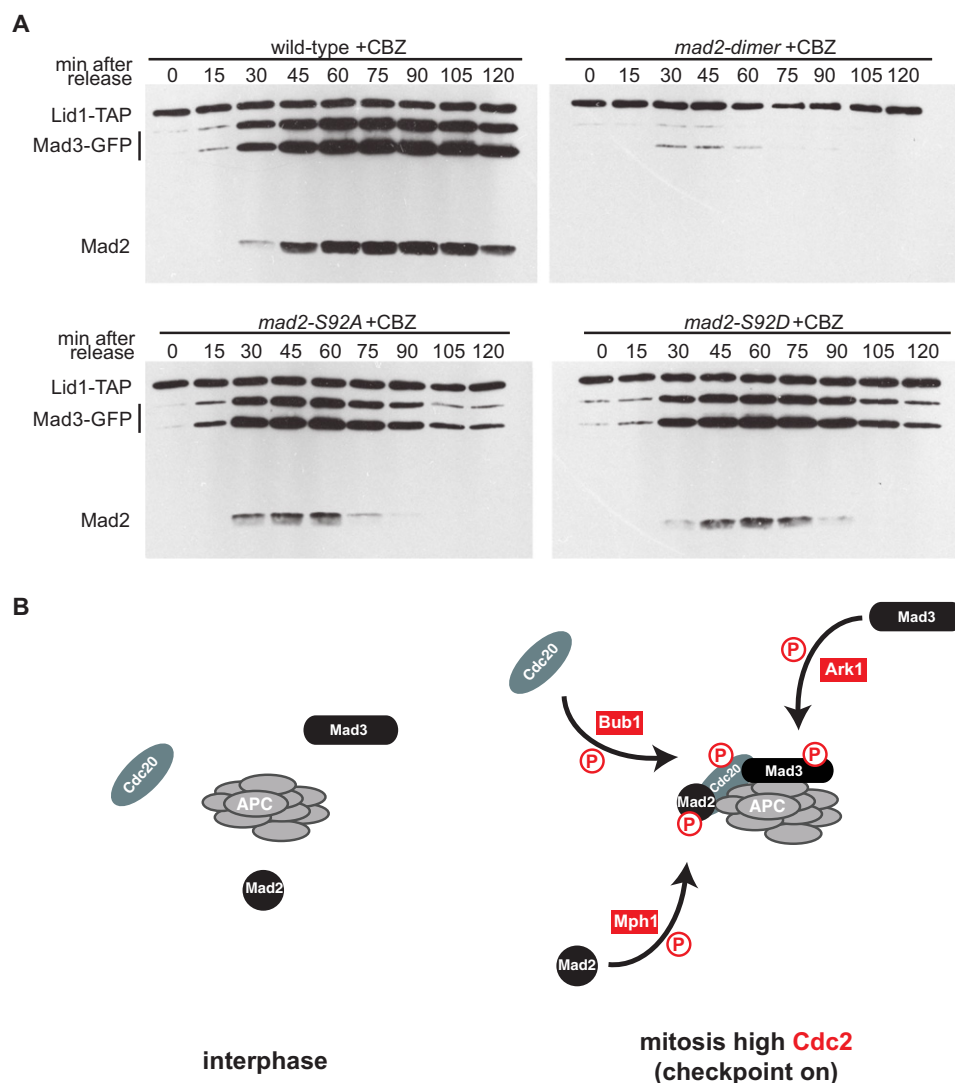 A
wild-type +CBZ
min after release
0 15 30 45 60 75 90 105 120
Lid1-TAP
Mad3-GFP
Mad2
mad2-dimer +CBZ
0 15 30 45 60 75 90 105 120
mad2-S92A +CBZ
min after release
0 15 30 45 60 75 90 105 120
Lid1-TAP
Mad3-GFP
Mad2
mad2-S92D +CBZ
0 15 30 45 60 75 90 105 120
B
Cdc20
Mad3
APC
Mad2
interphase
Cdc20
Bub1
P
Mad3
P
Ark1
P
P
Cdc20
Mad3
Mad2
APC
P
Mph1
P
Mad2
mitosis high Cdc2
(checkpoint on)